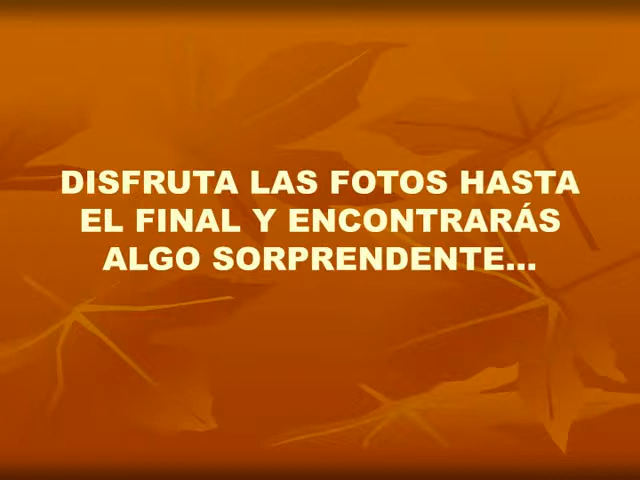 DISFRUTA LAS FOTOS HASTA
EL FINAL Y ENCONTRARÁS
ALGO SORPRENDENTE...